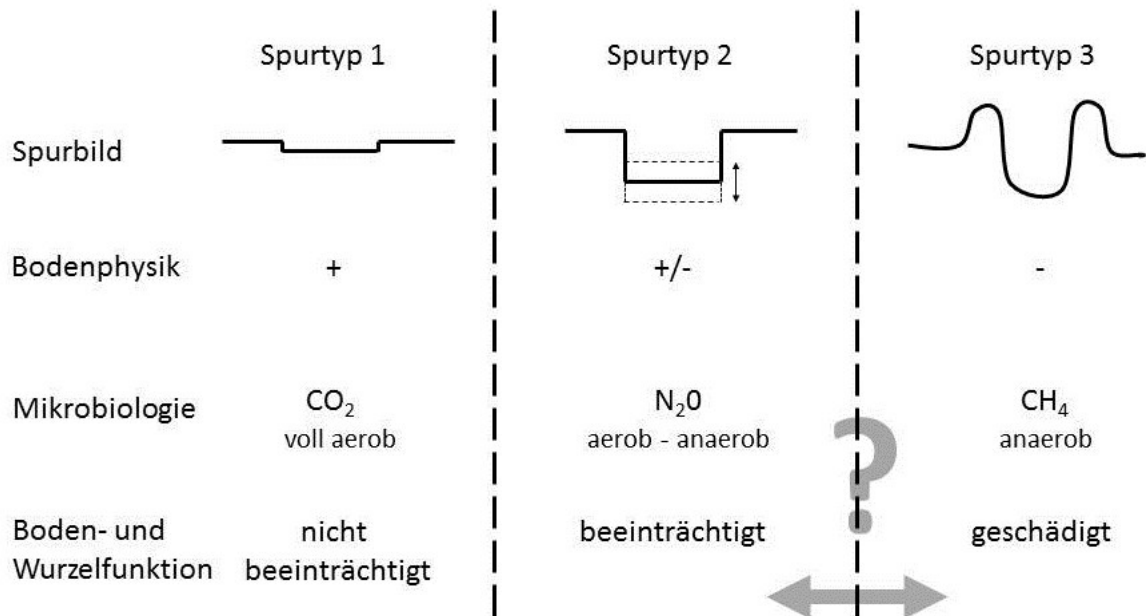 Spurtyp 1 Spurtyp 2 Spurtyp 3
Spurbild
Bodenphysik + +/- -
Mikrobiologie CO₂ N₂0 CH₄
voll aerob aerob - anaerob anaerob
?
Boden- und nicht beeinträchtigt geschädigt
Wurzelfunktion beeinträchtigt